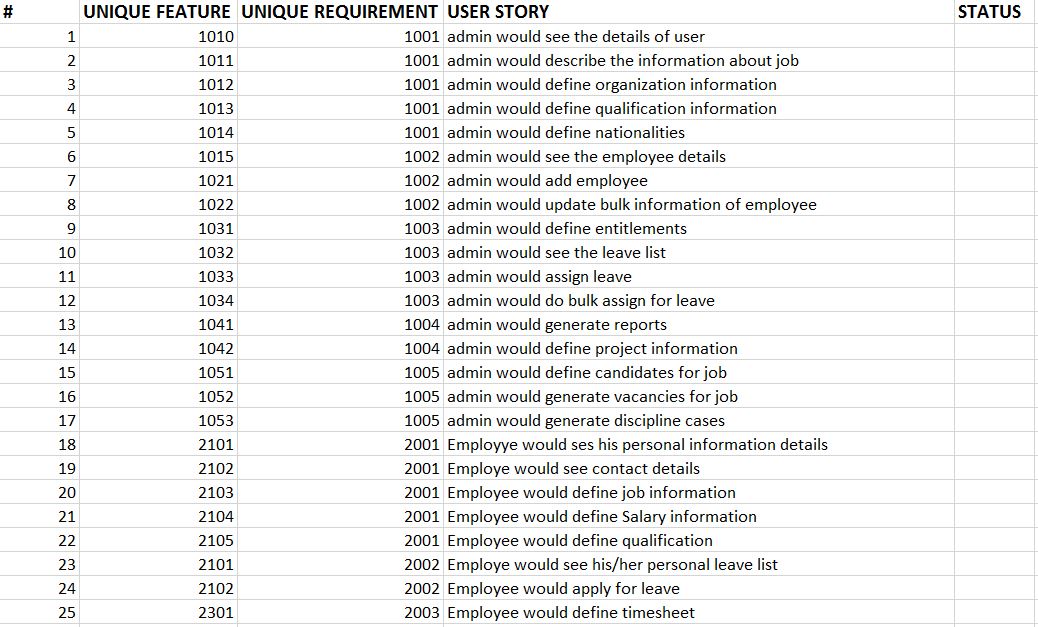 # UNIQUE FEATURE UNIQUE REQUIREMENT USER STORY STATUS
1 1010 1001 admin would see the details of user
2 1011 1001 admin would describe the information about job
3 1012 1001 admin would define organization information
4 1013 1001 admin would define qualification information
5 1014 1001 admin would define nationalities
6 1015 1002 admin would see the employee details
7 1021 1002 admin would add employee
8 1022 1002 admin would update bulk information of employee
9 1031 1003 admin would define entitlements
10 1032 1003 admin would see the leave list
11 1033 1003 admin would assign leave
12 1034 1003 admin would do bulk assign for leave
13 1041 1004 admin would generate reports
14 1042 1004 admin would define project information
15 1051 1005 admin would define candidates for job
16 1052 1005 admin would generate vacancies for job
17 1053 1005 admin would generate discipline cases
18 2101 2001 Employye would ses his personal information details
19 2102 2001 Employe would see contact details
20 2103 2001 Employee would define job information
21 2104 2001 Employee would define Salary information
22 2105 2001 Employee would define qualification
23 2101 2002 Employe would see his/her personal leave list
24 2102 2002 Employe would apply for leave
25 2301 2003 Employee would define timesheet